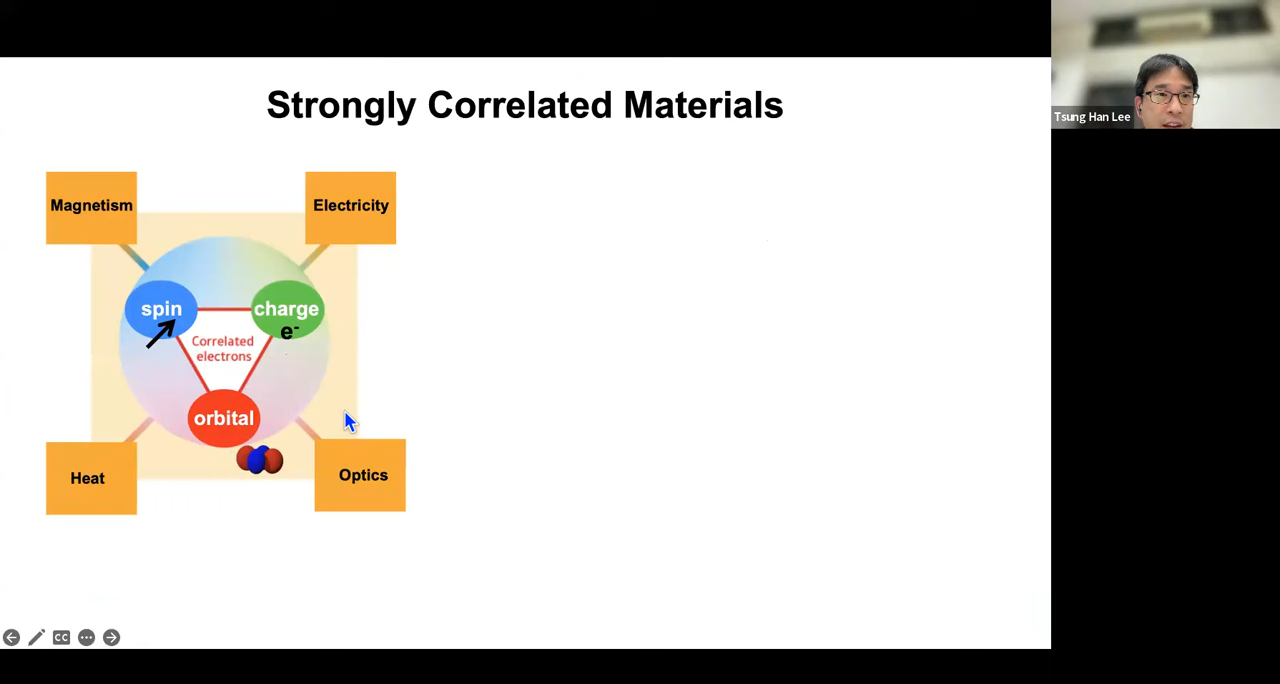 Strongly Correlated Materials
Tsung Han Lee
Magnetism
Electricity
spin
charge
e-
Correlated
electrons
orbital
Heat
Optics
CC